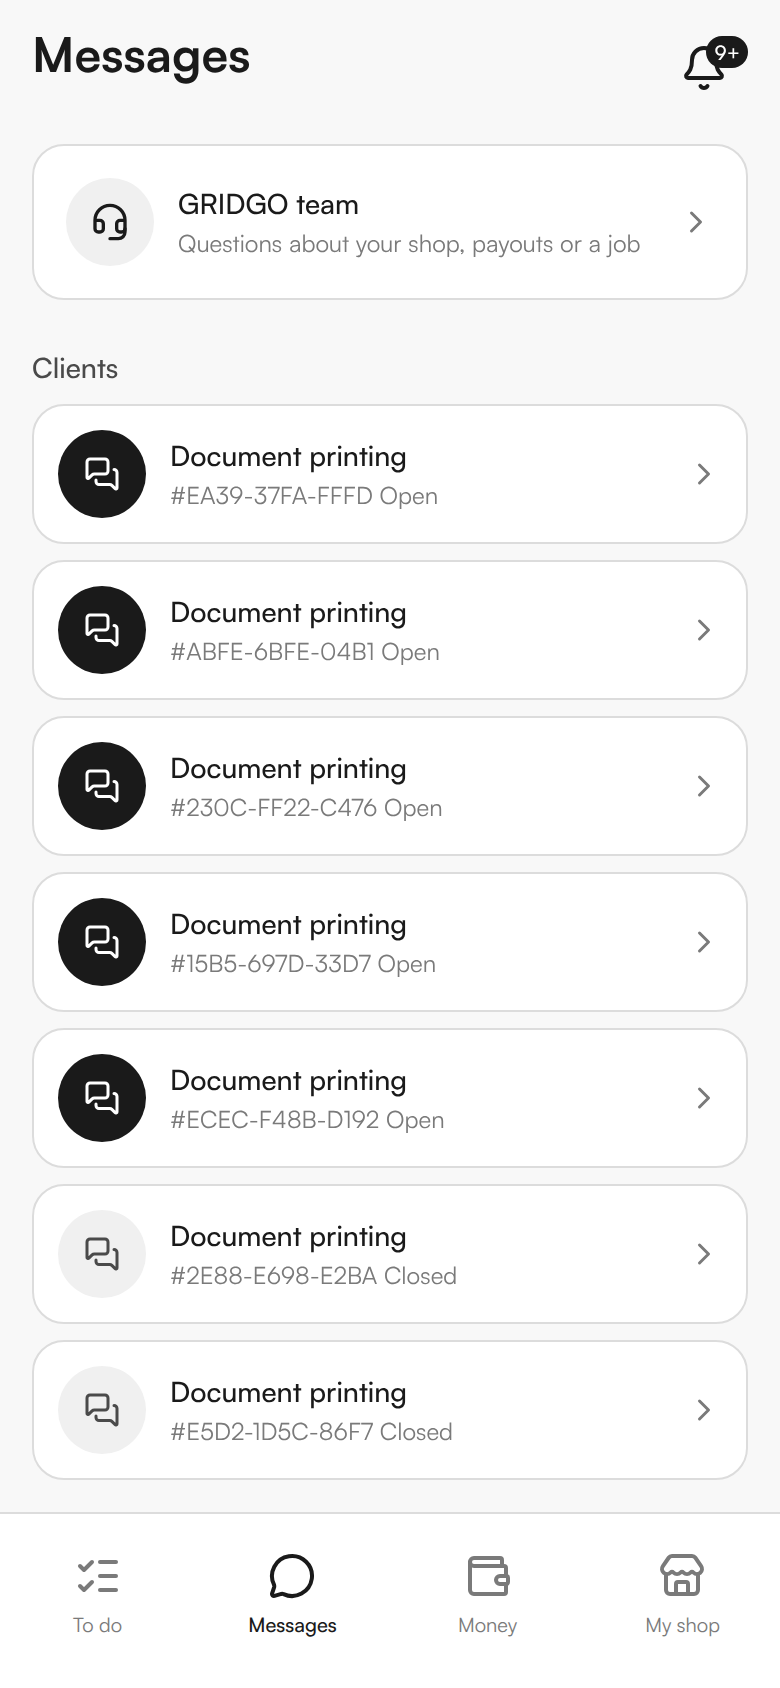 Messages
9+
GRIDGO team
Questions about your shop, payouts or a job
Clients
Document printing
#EA39-37FA-FFFD Open
Document printing
#ABFE-6BFE-04B1 Open
Document printing
#230C-FF22-C476 Open
Document printing
#15B5-697D-33D7 Open
Document printing
#ECEC-F48B-D192 Open
Document printing
#2E88-E698-E2BA Closed
Document printing
#E5D2-1D5C-86F7 Closed
To do
Messages
Money
My shop